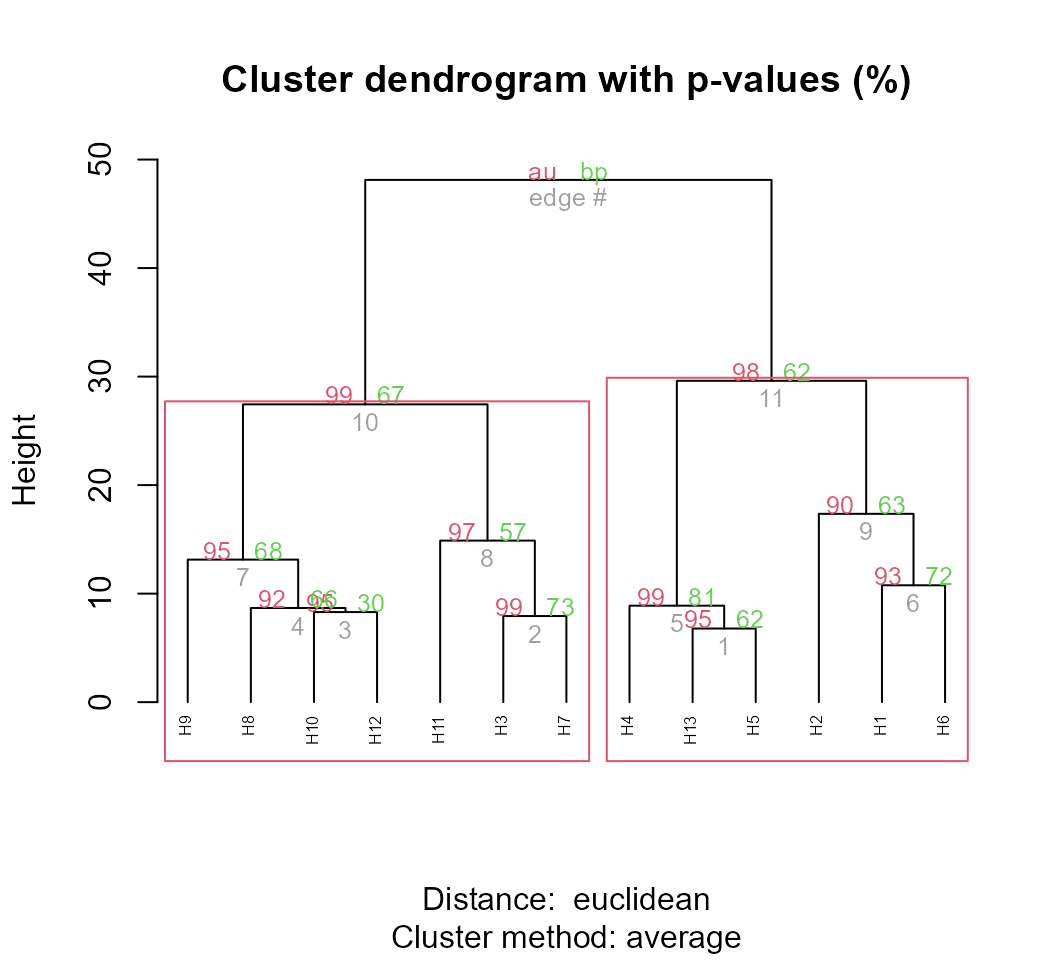 Cluster dendrogram with p-values (%)
50
au bp
edge #
40
30
98 62
11
99 67
10
20
90 63
9
97 57
8
95 68
7
93 72
6
10
92 66
4
95 30
3
99 73
2
99 81
5
95 62
1
0
Height
H9
H8
H10
H12
H11
H3
H7
H4
H13
H5
H2
H1
H6
Distance: euclidean
Cluster method: average